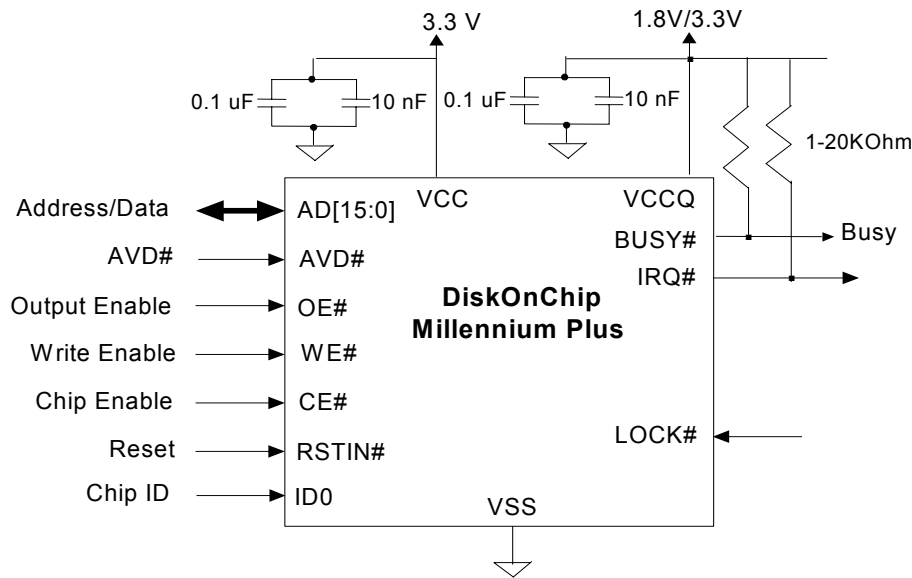 3.3 V
1.8V/3.3V
0.1 uF
10 nF
0.1 uF
10 nF
1-20KOhm
Address/Data
AD[15:0]
VCC
VCCQ
BUSY#
Busy
AVD#
AVD#
IRQ#
DiskOnChip
Millennium Plus
Output Enable
OE#
Write Enable
WE#
Chip Enable
CE#
LOCK#
Reset
RSTIN#
Chip ID
ID0
VSS